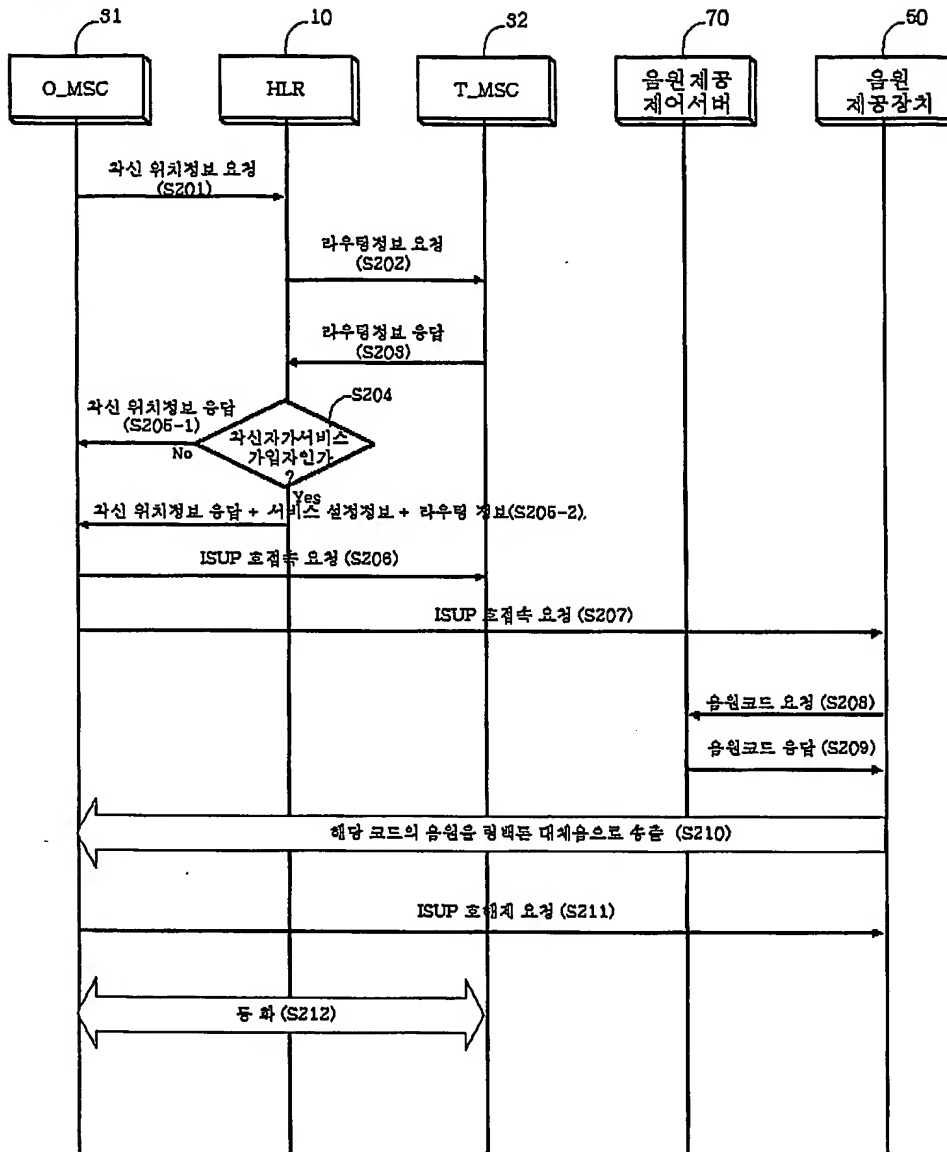 31
10
32
70
50
O_MSC
HLR
T_MSC
음원제공
제어서버
음원
제공장치
착신 위치정보 요청
(S201)
라우팅정보 요청
(S202)
라우팅정보 응답
(S203)
S204
착신 위치정보 응답
(S205-1)
No
착신자가서비스
가입자인가
?
Yes
착신 위치정보 응답 + 서비스 설정정보 + 라우팅 정보(S205-2).
ISUP 호접속 요청 (S206)
ISUP 호접속 요청 (S207)
음원코드 요청 (S208)
음원코드 응답 (S209)
해당 코드의 음원을 링백톤 대체음으로 송출 (S210)
ISUP 호해제 요청 (S211)
통 화 (S212)